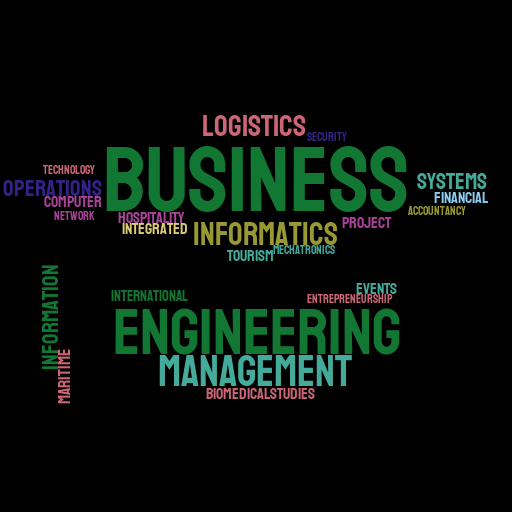 LOGISTICS
SECURITY
BUSINESS
TECHNOLOGY
OPERATIONS
SYSTEMS
COMPUTER
FINANCIAL
NETWORK
ACCOUNTANCY
HOSPITALITY
PROJECT
INTEGRATED
INFORMATICS
MECHATRONICS
TOURISM
INFORMATION
EVENTS
INTERNATIONAL
ENTREPRENEURSHIP
ENGINEERING
MARITIME
MANAGEMENT
BIOMEDICALSTUDIES